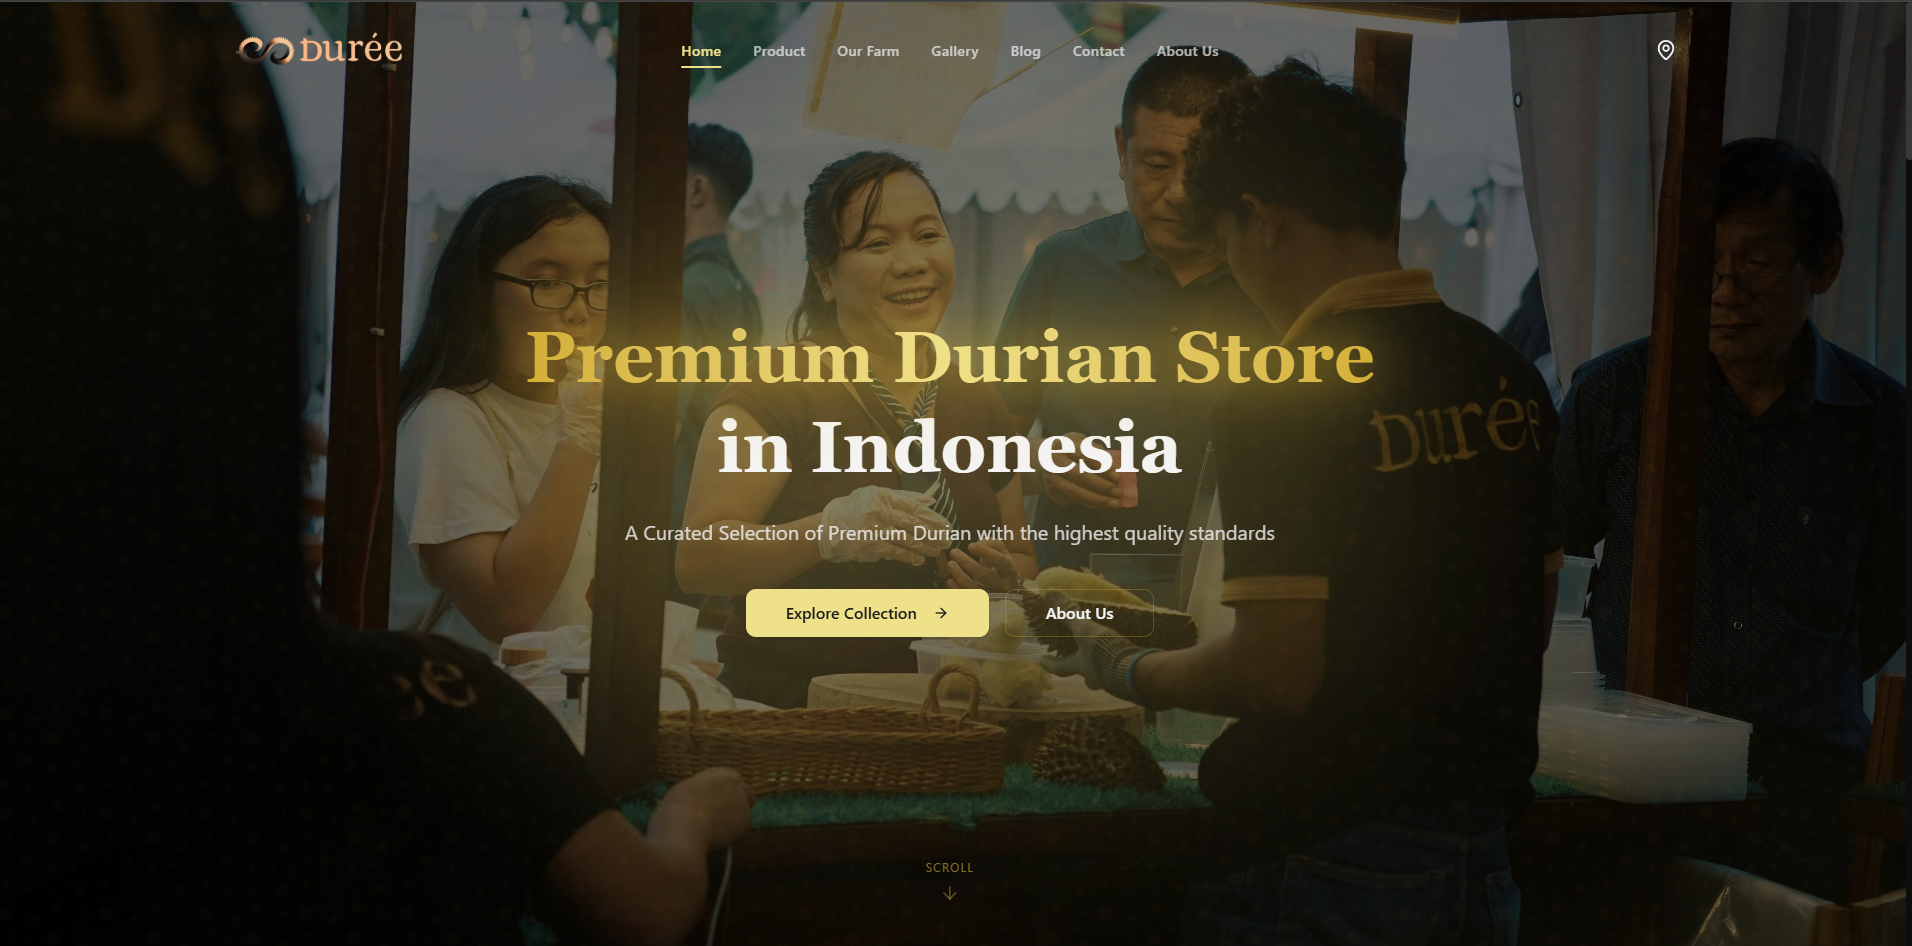 Durée
Home Product Our Farm Gallery Blog Contact About Us
Premium Durian Store
in Indonesia
Durée
A Curated Selection of Premium Durian with the highest quality standards
Explore Collection → About Us
SCROLL